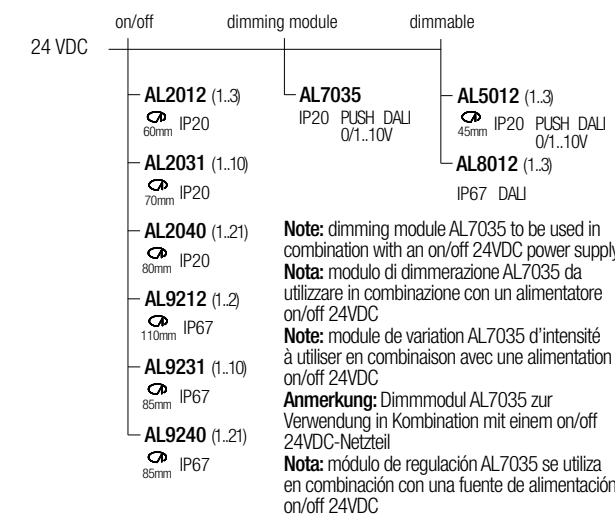 on/off dimming module dimmable
24 VDC
AL2012 (1..3)
60mm IP20
AL2031 (1..10)
70mm IP20
AL2040 (1..21)
80mm IP20
AL9212 (1..2)
110mm IP67
AL9231 (1..10)
85mm IP67
AL9240 (1..21)
85mm IP67
AL7035
IP20 PUSH DALI
0/1..10V
AL5012 (1..3)
45mm IP20 PUSH DALI
0/1..10V
AL8012 (1..3)
IP67 DALI
Note: dimming module AL7035 to be used in
combination with an on/off 24VDC power supply
Nota: modulo di dimmerazione AL7035 da
utilizzare in combinazione con un alimentatore
on/off 24VDC
Note: module de variation AL7035 d'intensité
à utiliser en combinaison avec une alimentation
on/off 24VDC
Anmerkung: Dimmmodul AL7035 zur
Verwendung in Kombination mit einem on/off
24VDC-Netzteil
Nota: módulo de regulación AL7035 se utiliza
en combinación con una fuente de alimentación
on/off 24VDC